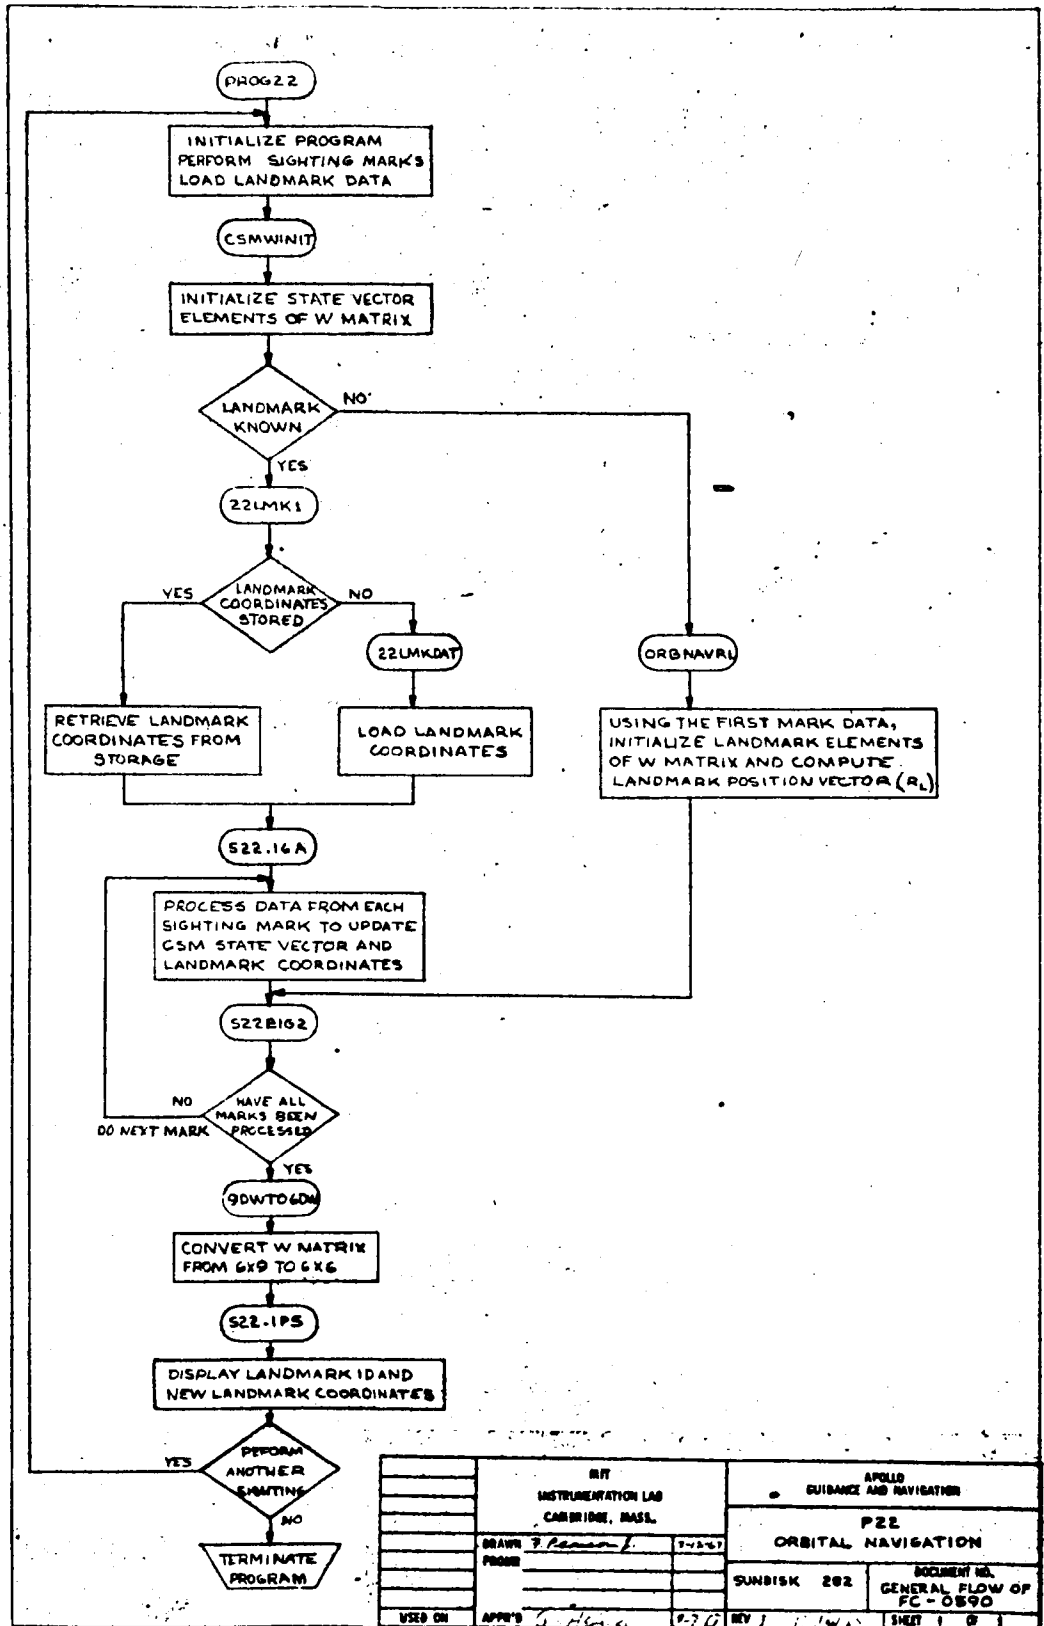 PROG22
INITIALIZE PROGRAM
PERFORM SIGHTING MARKS
LOAD LANDMARK DATA
CSMWINIT
INITIALIZE STATE VECTOR
ELEMENTS OF W MATRIX
LANDMARK
KNOWN
NO
YES
22LMK1
LANDMARK
COORDINATES
STORED
YES
NO
22LMKDAT
ORBNAVRL
RETRIEVE LANDMARK
COORDINATES FROM
STORAGE
LOAD LANDMARK
COORDINATES
USING THE FIRST MARK DATA,
INITIALIZE LANDMARK ELEMENTS
OF W MATRIX AND COMPUTE
LANDMARK POSITION VECTOR (RL)
S22.16A
PROCESS DATA FROM EACH
SIGHTING MARK TO UPDATE
CSM STATE VECTOR AND
LANDMARK COORDINATES
S22BIG2
HAVE ALL
MARKS BEEN
PROCESSED
NO
DO NEXT MARK
YES
9DWTO6DW
CONVERT W MATRIX
FROM 6X9 TO 6X6
S22.1P5
DISPLAY LANDMARK ID AND
NEW LANDMARK COORDINATES
PEFORM
ANOTHER
SIGHTING
YES
NO
TERMINATE
PROGRAM
MIT
INSTRUMENTATION LAB
CAMBRIDGE, MASS.
APOLLO
GUIDANCE AND NAVIGATION
P22
ORBITAL NAVIGATION
DRAWN
SUNDISK 282
DOCUMENT NO.
GENERAL FLOW OF
FC-0590
USED ON
APPR'D
REV 1
SHEET 1 OF 1